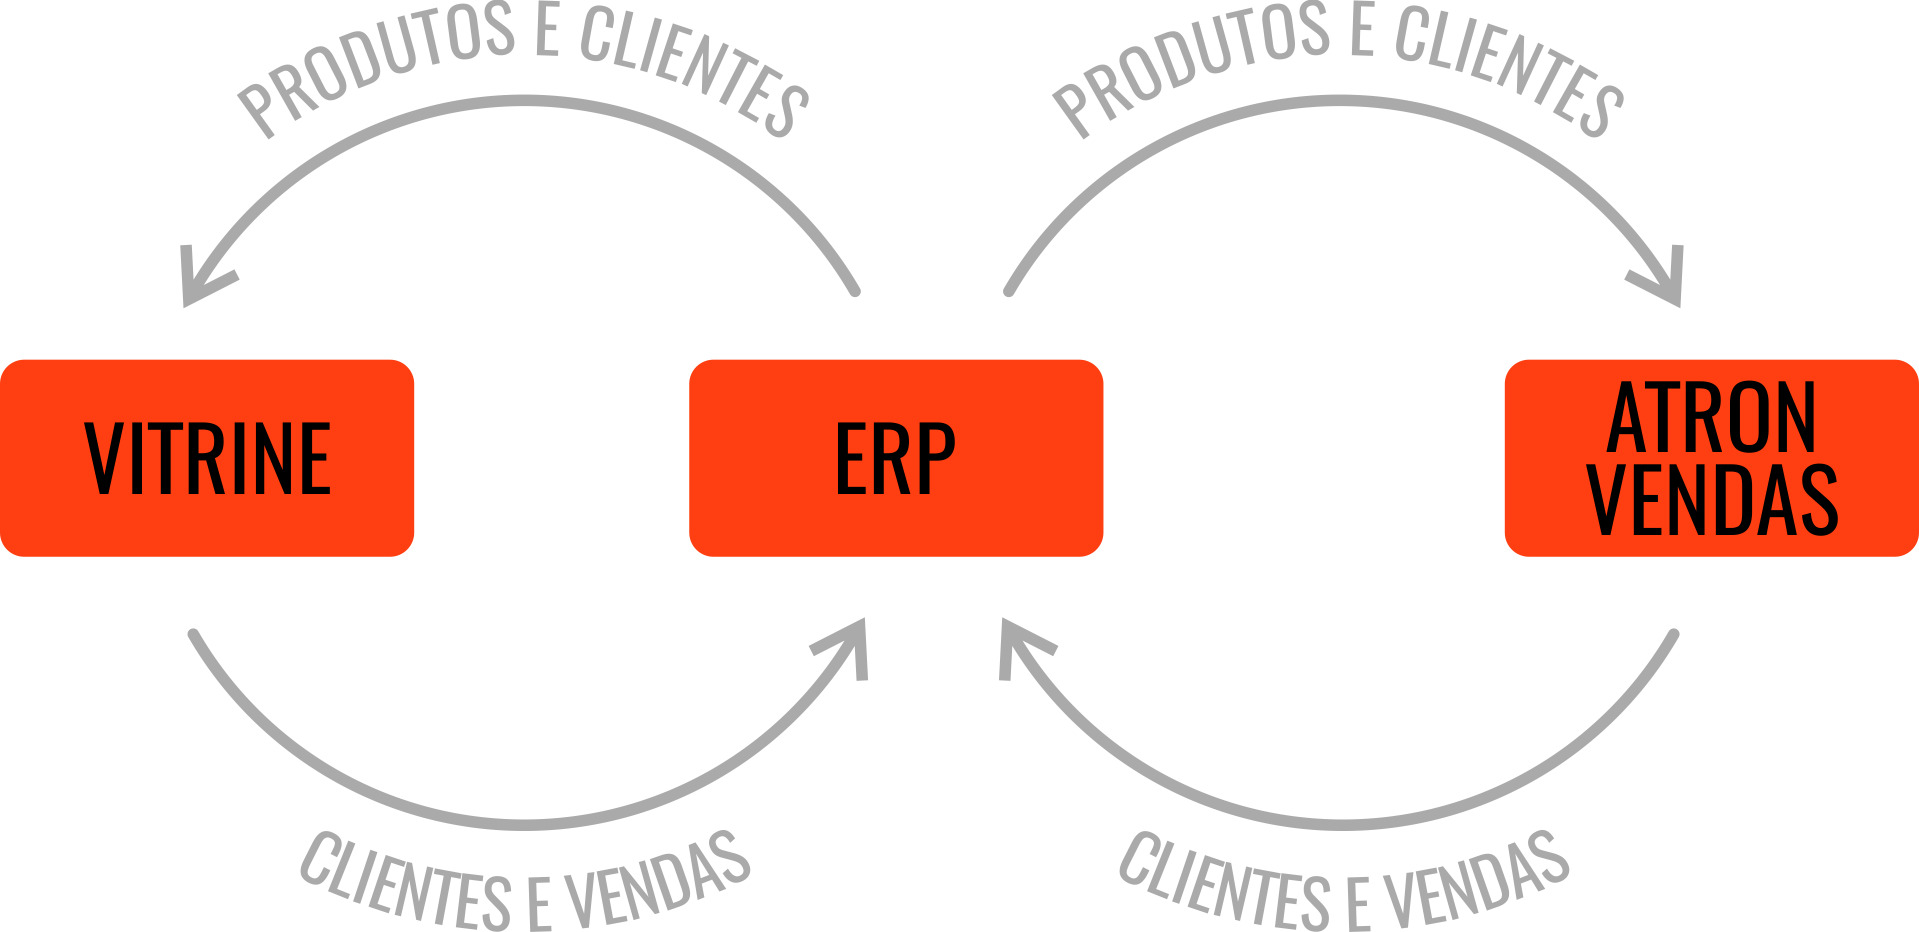 PRODUTOS E CLIENTES
PRODUTOS E CLIENTES
VITRINE
ERP
ATRON
VENDAS
CLIENTES E VENDAS
CLIENTES E VENDAS